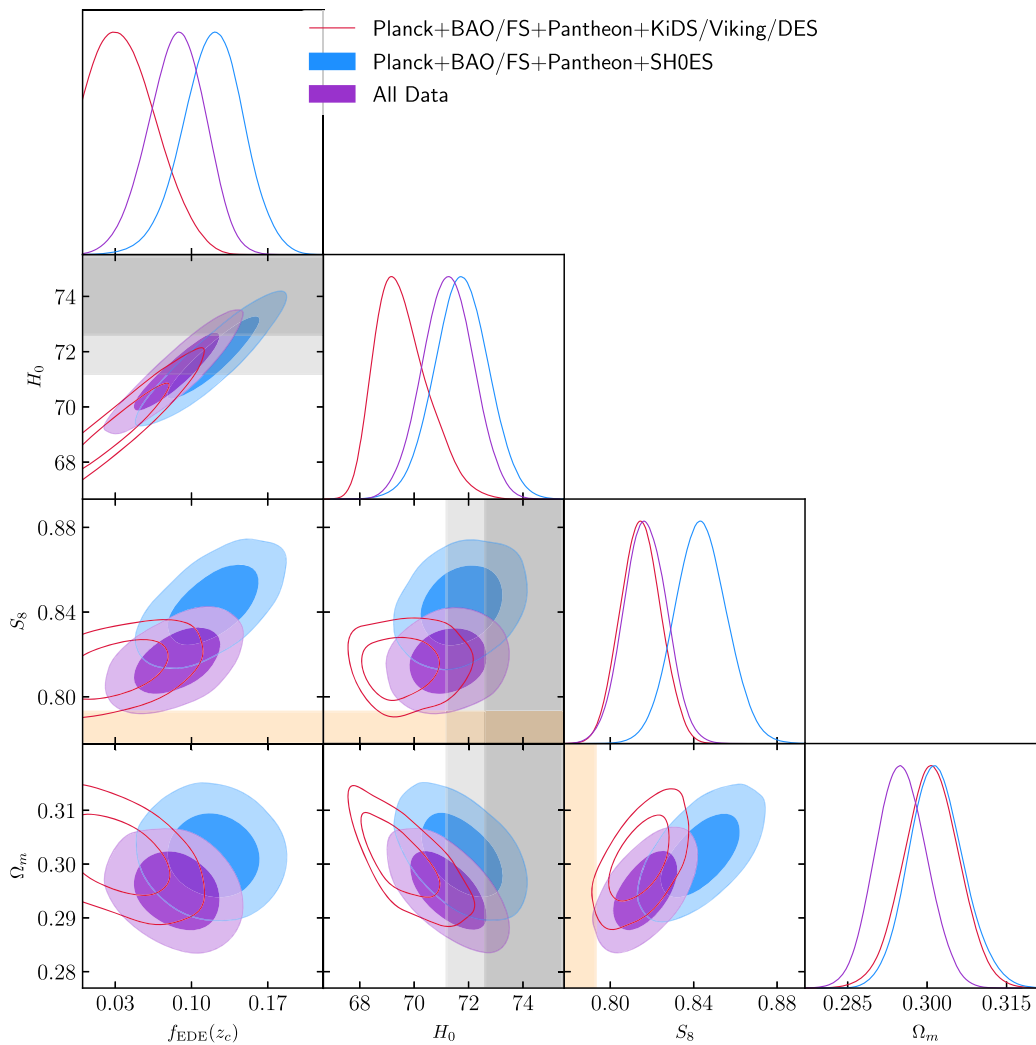 Planck+BAO/FS+Pantheon+KiDS/Viking/DES
Planck+BAO/FS+Pantheon+SH0ES
All Data
74
72
70
68
H₀
0.88
0.84
0.80
S₈
0.31
0.30
0.29
0.28
Ωₘ
0.03 0.10 0.17
68 70 72 74
0.80 0.84 0.88
0.285 0.300 0.315
f_EDE(z_c)
H₀
S₈
Ωₘ